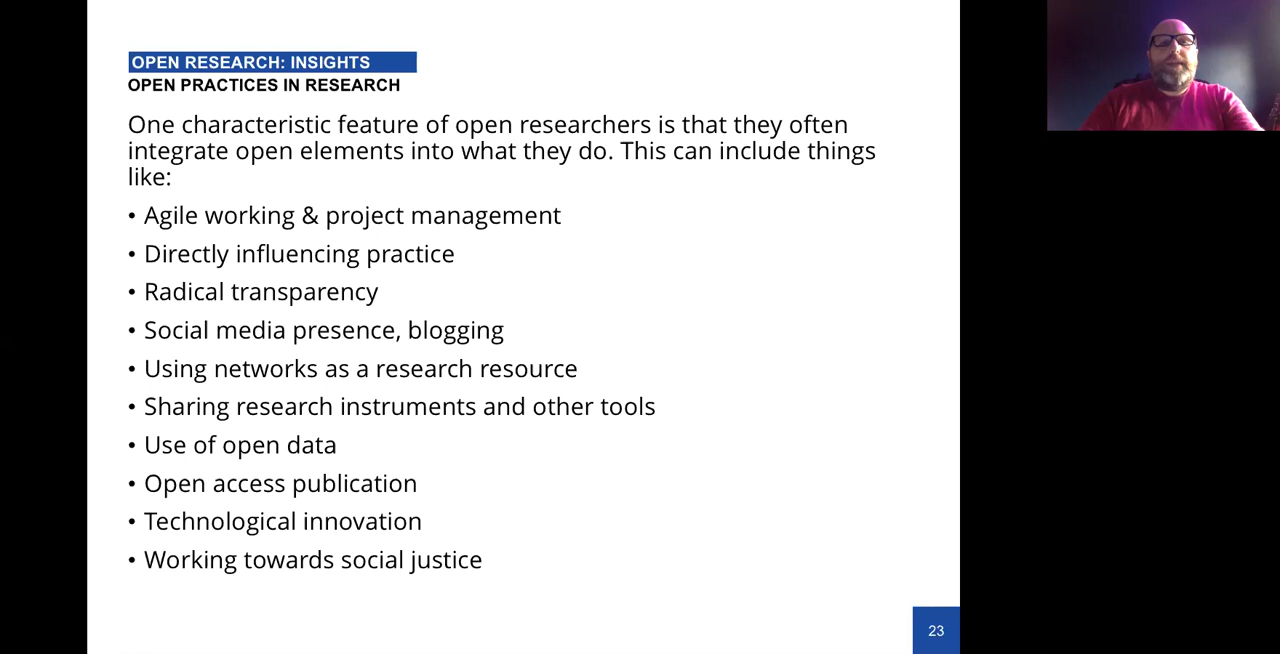 OPEN RESEARCH: INSIGHTS
OPEN PRACTICES IN RESEARCH
One characteristic feature of open researchers is that they often
integrate open elements into what they do. This can include things
like:
• Agile working & project management
• Directly influencing practice
• Radical transparency
• Social media presence, blogging
• Using networks as a research resource
• Sharing research instruments and other tools
• Use of open data
• Open access publication
• Technological innovation
• Working towards social justice
23